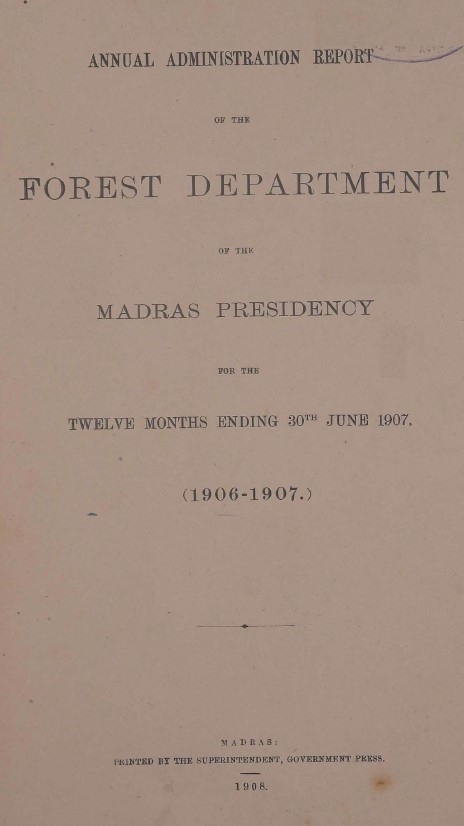 ANNUAL ADMINISTRATION REPORT
OF THE
FOREST DEPARTMENT
OF THE
MADRAS PRESIDENCY
FOR THE
TWELVE MONTHS ENDING 30TH JUNE 1907.
(1906-1907.)
MADRAS:
PRINTED BY THE SUPERINTENDENT, GOVERNMENT PRESS.
1908.